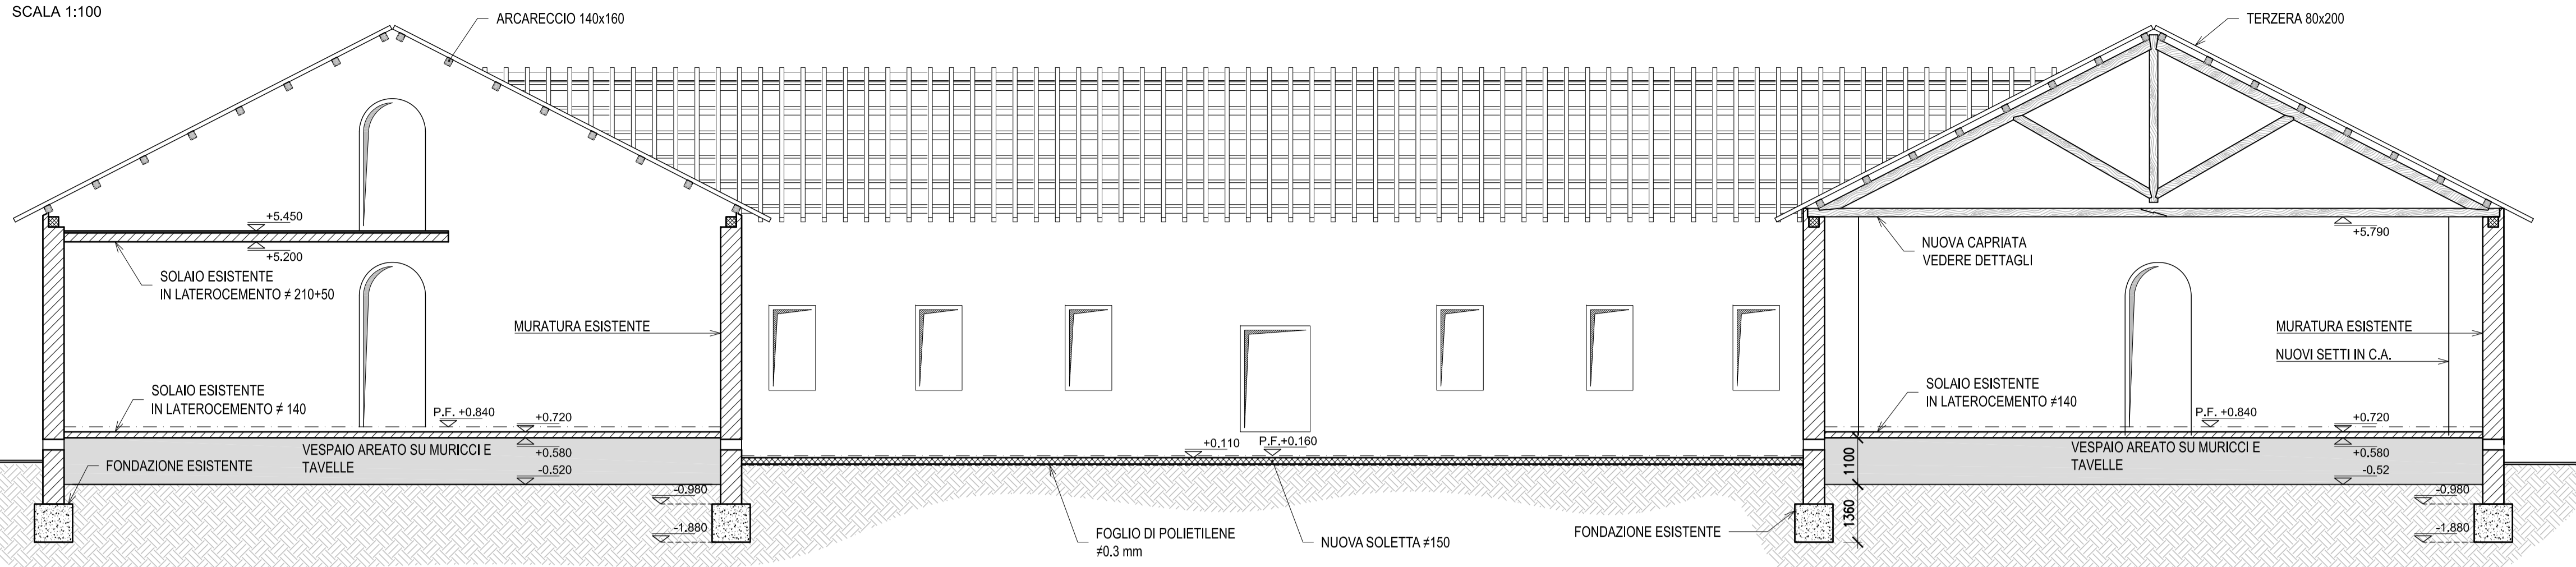 SCALA 1:100
ARCARECCIO 140x160
TERZERA 80x200
+5.450
+5.200
SOLAIO ESISTENTE
IN LATEROCEMENTO ≠ 210+50
MURATURA ESISTENTE
SOLAIO ESISTENTE
IN LATEROCEMENTO ≠ 140
P.F. +0.840
+0.720
VESPAIO AREATO SU MURICCI E
TAVELLE
+0.580
-0.520
FONDAZIONE ESISTENTE
-0.980
-1.880
+0.110
P.F.+0.160
FOGLIO DI POLIETILENE
≠0.3 mm
NUOVA SOLETTA ≠150
NUOVA CAPRIATA
VEDERE DETTAGLI
+5.790
MURATURA ESISTENTE
NUOVI SETTI IN C.A.
SOLAIO ESISTENTE
IN LATEROCEMENTO ≠140
P.F. +0.840
+0.720
VESPAIO AREATO SU MURICCI E
TAVELLE
+0.580
-0.52
1100
1360
FONDAZIONE ESISTENTE
-0.980
-1.880